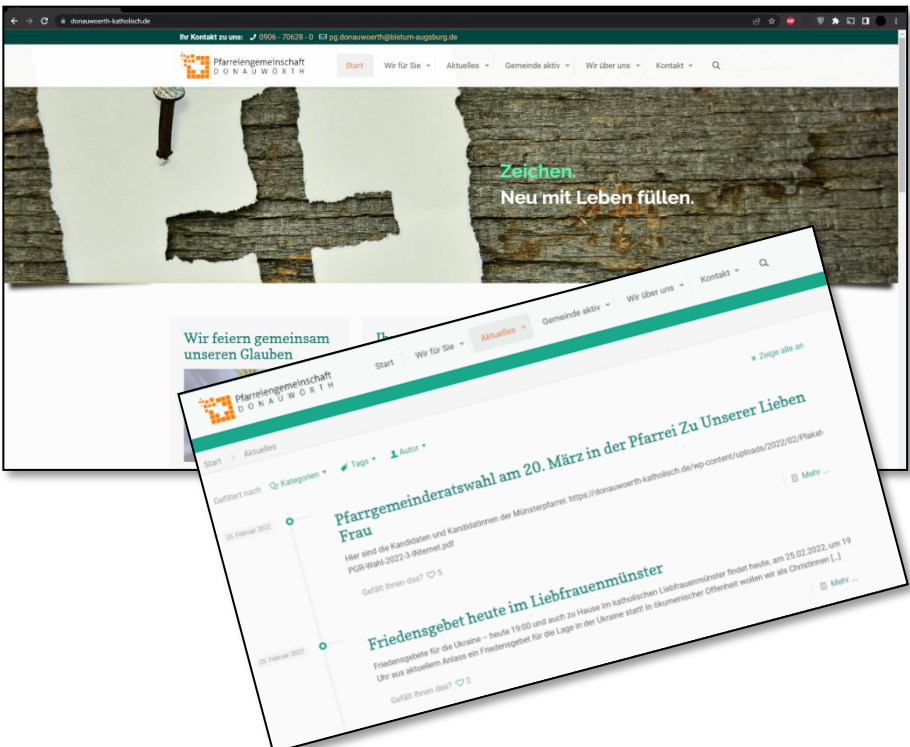 donauwoerth-katholisch.de
Ihr Kontakt zu uns: 0906 - 70628 - 0 pg.donauwoerth@bistum-augsburg.de
Pfarreiengemeinschaft
DONAUWÖRTH
Start Wir für Sie Aktuelles Gemeinde aktiv Wir über uns Kontakt
Zeichen.
Neu mit Leben füllen.
Wir feiern gemeinsam
unseren Glauben
Pfarreiengemeinschaft
DONAUWÖRTH
Start Wir für Sie Aktuelles Gemeinde aktiv Wir über uns Kontakt
Start > Aktuelles
× Zeige alle an
Gefiltert nach Kategorien Tags Autor
25. Februar 2022
Pfarrgemeinderatswahl am 20. März in der Pfarrei Zu Unserer Lieben
Frau
Hier sind die Kandidaten und Kandidatinnen der Münsterpfarrei: https://donauwoerth-katholisch.de/wp-content/uploads/2022/02/Plakat-
PGR-Wahl-2022-3-INternet.pdf
Gefällt Ihnen das? 5
Mehr ...
25. Februar 2022
Friedensgebet heute im Liebfrauenmünster
Friedensgebete für die Ukraine – heute 19:00 und auch zu Hause Im katholischen Liebfrauenmünster findet heute, am 25.02.2022, um 19
Uhr aus aktuellem Anlass ein Friedensgebet für die Lage in der Ukraine statt! In ökumenischer Offenheit wollen wir als Christinnen [...]
Gefällt Ihnen das? 2
Mehr ...